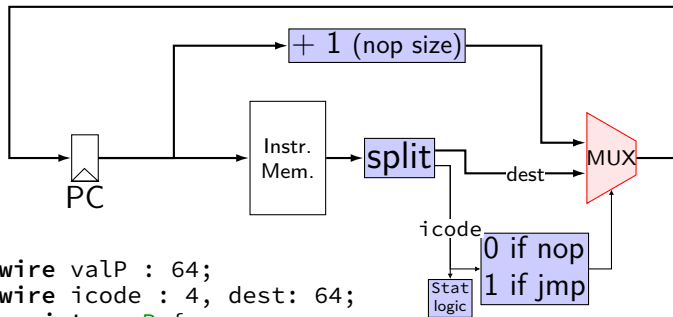 + 1 (nop size)
Instr.
Mem.
split
MUX
PC
dest
icode
0 if nop
1 if jmp
Stat
logic
wire valP : 64;
wire icode : 4, dest: 64;